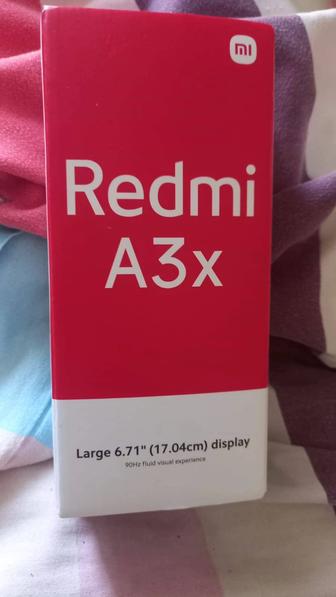 mi
Redmi
A3x
Large 6.71" (17.04cm) display
90Hz fluid visual experience